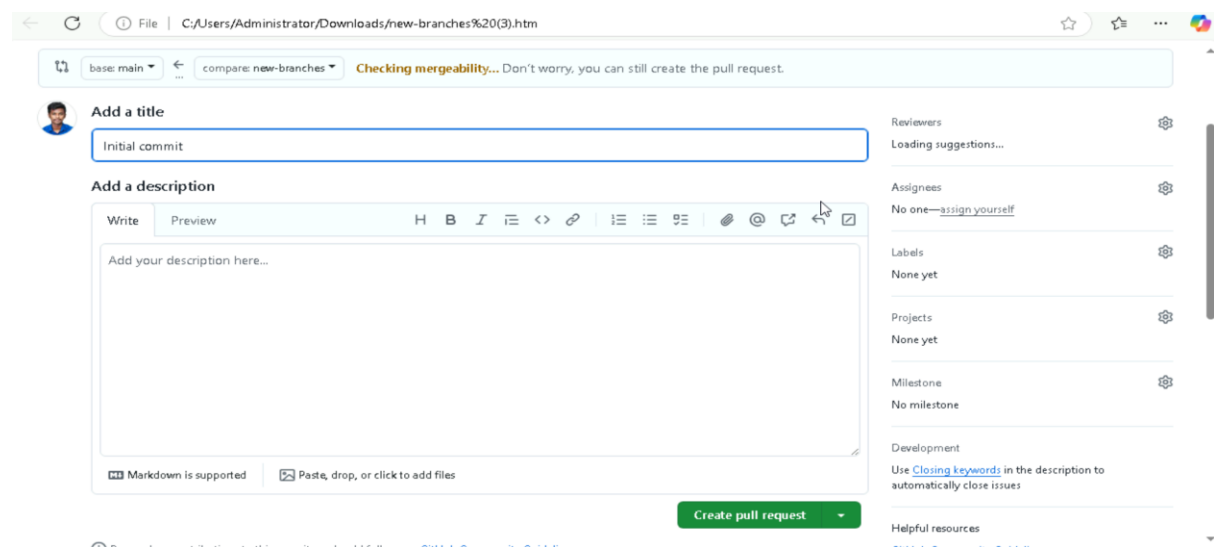 File | C:/Users/Administrator/Downloads/new-branches%20(3).htm
base: main compare: new-branches Checking mergeability... Don't worry, you can still create the pull request.
Add a title
Initial commit
Add a description
Write Preview
Add your description here...
Markdown is supported Paste, drop, or click to add files
Create pull request
Reviewers
Loading suggestions...
Assignees
No one—assign yourself
Labels
None yet
Projects
None yet
Milestone
No milestone
Development
Use Closing keywords in the description to
automatically close issues
Helpful resources